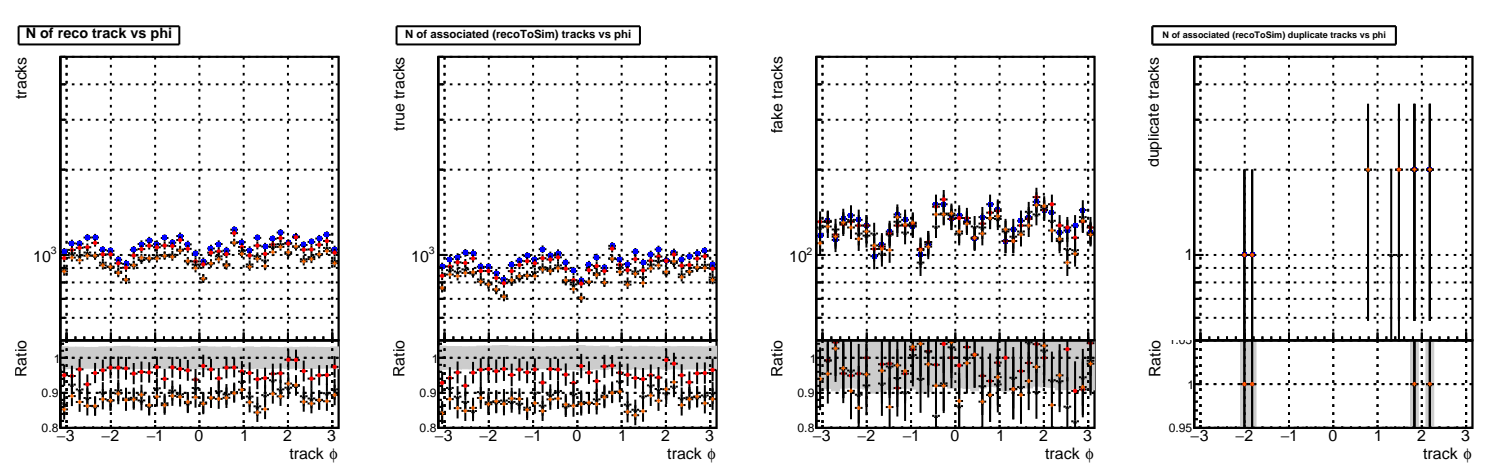 N of reco track vs phi
tracks
10³
Ratio
1
0.9
0.8
−3 −2 −1 0 1 2 3
track ϕ
N of associated (recoToSim) tracks vs phi
true tracks
10³
Ratio
1
0.9
0.8
−3 −2 −1 0 1 2 3
track ϕ
fake tracks
10²
Ratio
1
0.9
0.8
−3 −2 −1 0 1 2 3
track ϕ
N of associated (recoToSim) duplicate tracks vs phi
duplicate tracks
1
Ratio
1.05
1
0.95
−3 −2 −1 0 1 2 3
track ϕ